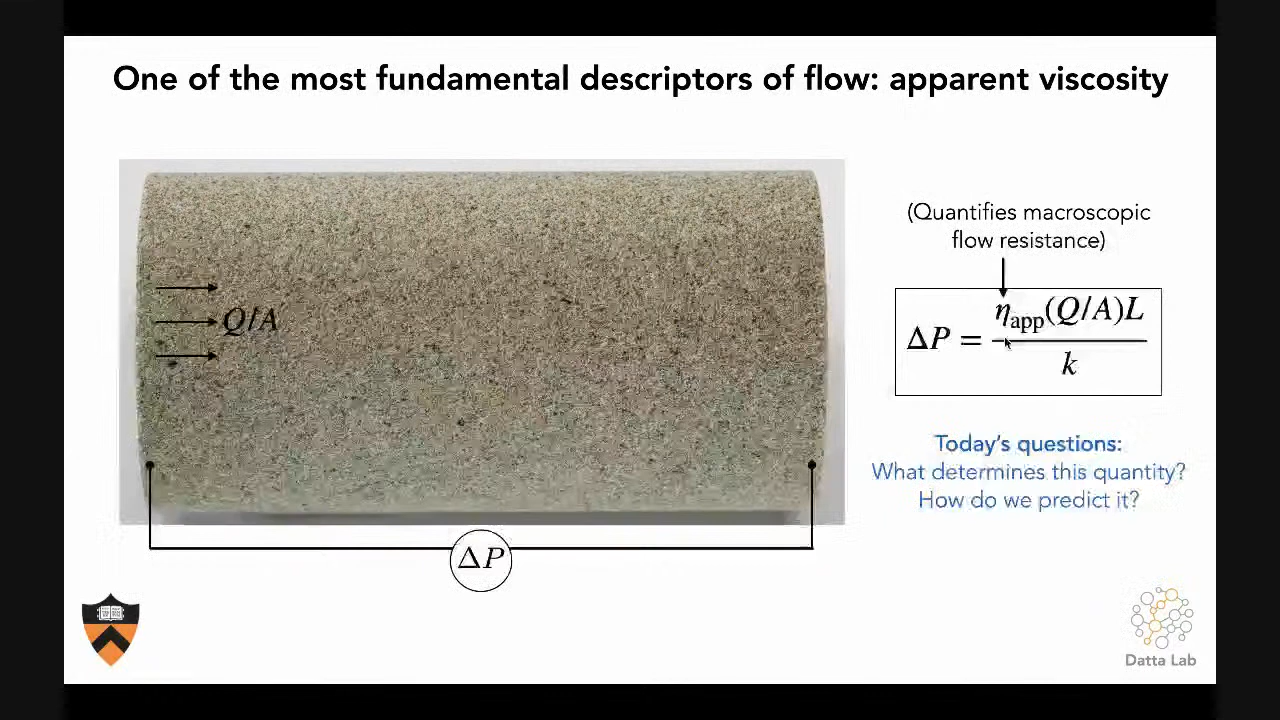 One of the most fundamental descriptors of flow: apparent viscosity
Q/A
ΔP
(Quantifies macroscopic
flow resistance)
ΔP = η_app(Q/A)L / k
Today's questions:
What determines this quantity?
How do we predict it?
Datta Lab